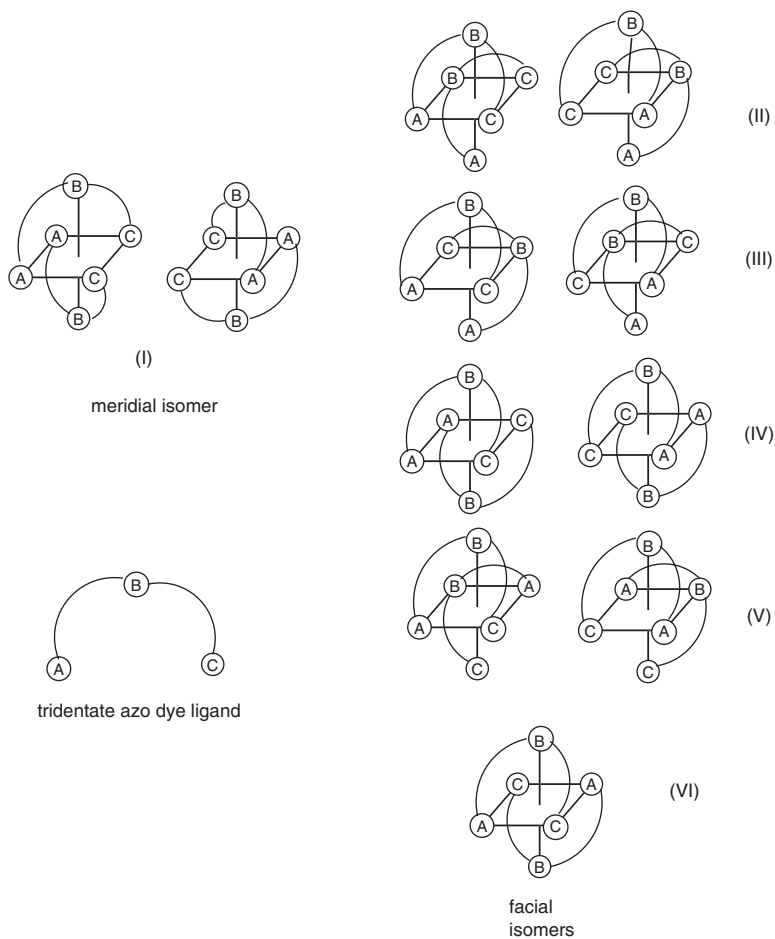 B B
A C C A
A C C A
B B
(I)
meridial isomer
B
A C
tridentate azo dye ligand
B B
B C C B
A C C A
A A
(II)
B B
C B B C
A C C A
A A
(III)
B B
A C C A
A C C A
B B
(IV)
B B
B A A B
A C C A
C C
(V)
B
C A
A C
B
(VI)
facial
isomers